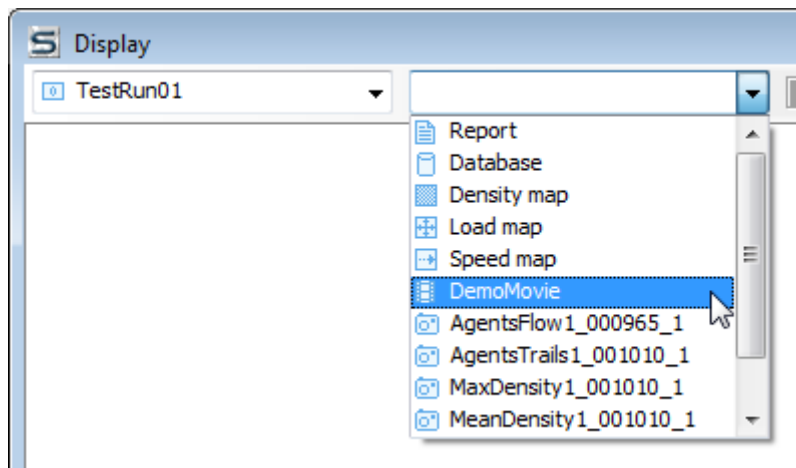 Display
TestRun01
Report
Database
Density map
Load map
Speed map
DemoMovie
AgentsFlow1_000965_1
AgentsTrails1_001010_1
MaxDensity1_001010_1
MeanDensity1_001010_1